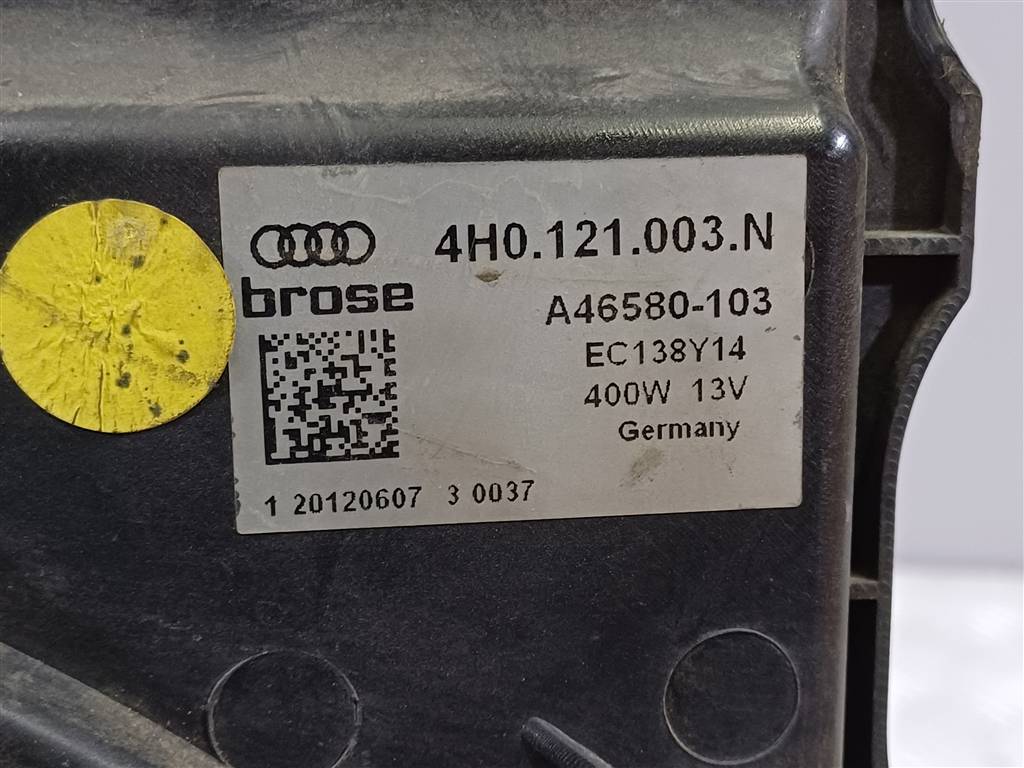 4H0.121.003.N
brose
A46580-103
EC138Y14
400W 13V
Germany
1 20120607 3 0037